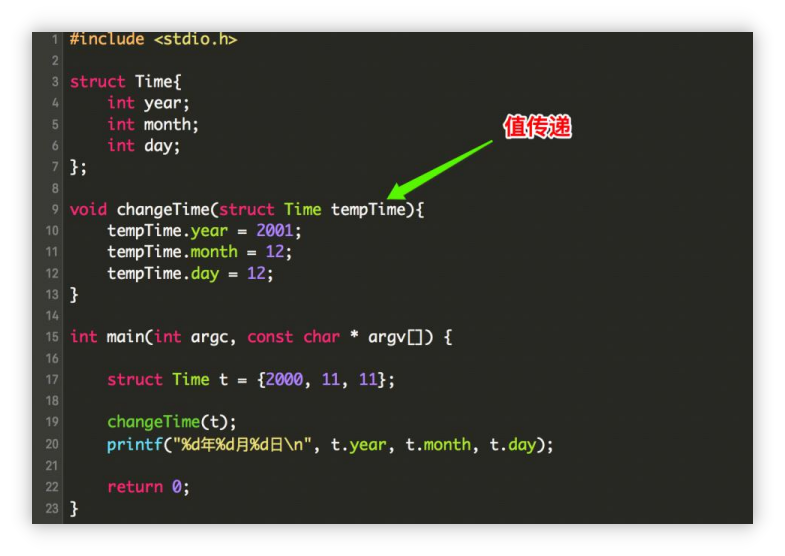 1 #include <stdio.h>
2
3 struct Time{
4     int year;
5     int month;
6     int day;
7 };
8
值传递
9 void changeTime(struct Time tempTime){
10     tempTime.year = 2001;
11     tempTime.month = 12;
12     tempTime.day = 12;
13 }
14
15 int main(int argc, const char * argv[]) {
16
17     struct Time t = {2000, 11, 11};
18
19     changeTime(t);
20     printf("%d年%d月%d日\n", t.year, t.month, t.day);
21
22     return 0;
23 }